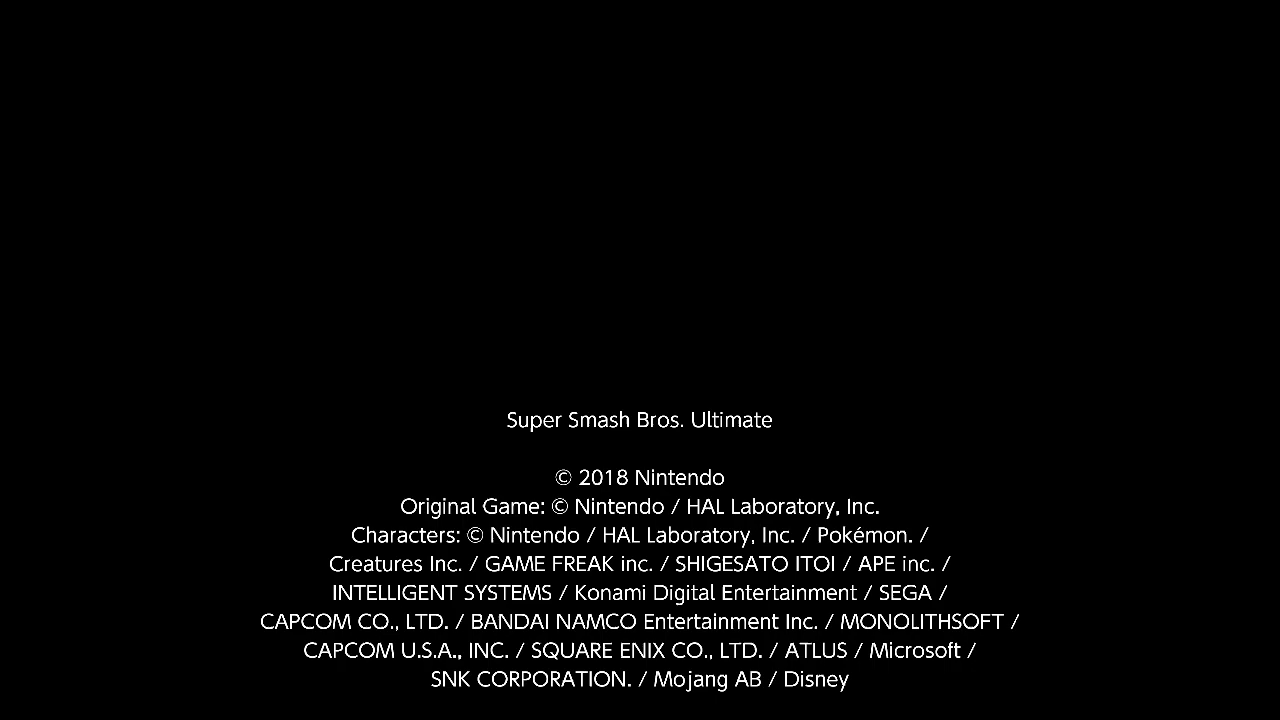 Super Smash Bros. Ultimate
© 2018 Nintendo
Original Game: © Nintendo / HAL Laboratory, Inc.
Characters: © Nintendo / HAL Laboratory, Inc. / Pokémon. /
Creatures Inc. / GAME FREAK inc. / SHIGESATO ITOI / APE inc. /
INTELLIGENT SYSTEMS / Konami Digital Entertainment / SEGA /
CAPCOM CO., LTD. / BANDAI NAMCO Entertainment Inc. / MONOLITHSOFT /
CAPCOM U.S.A., INC. / SQUARE ENIX CO., LTD. / ATLUS / Microsoft /
SNK CORPORATION. / Mojang AB / Disney